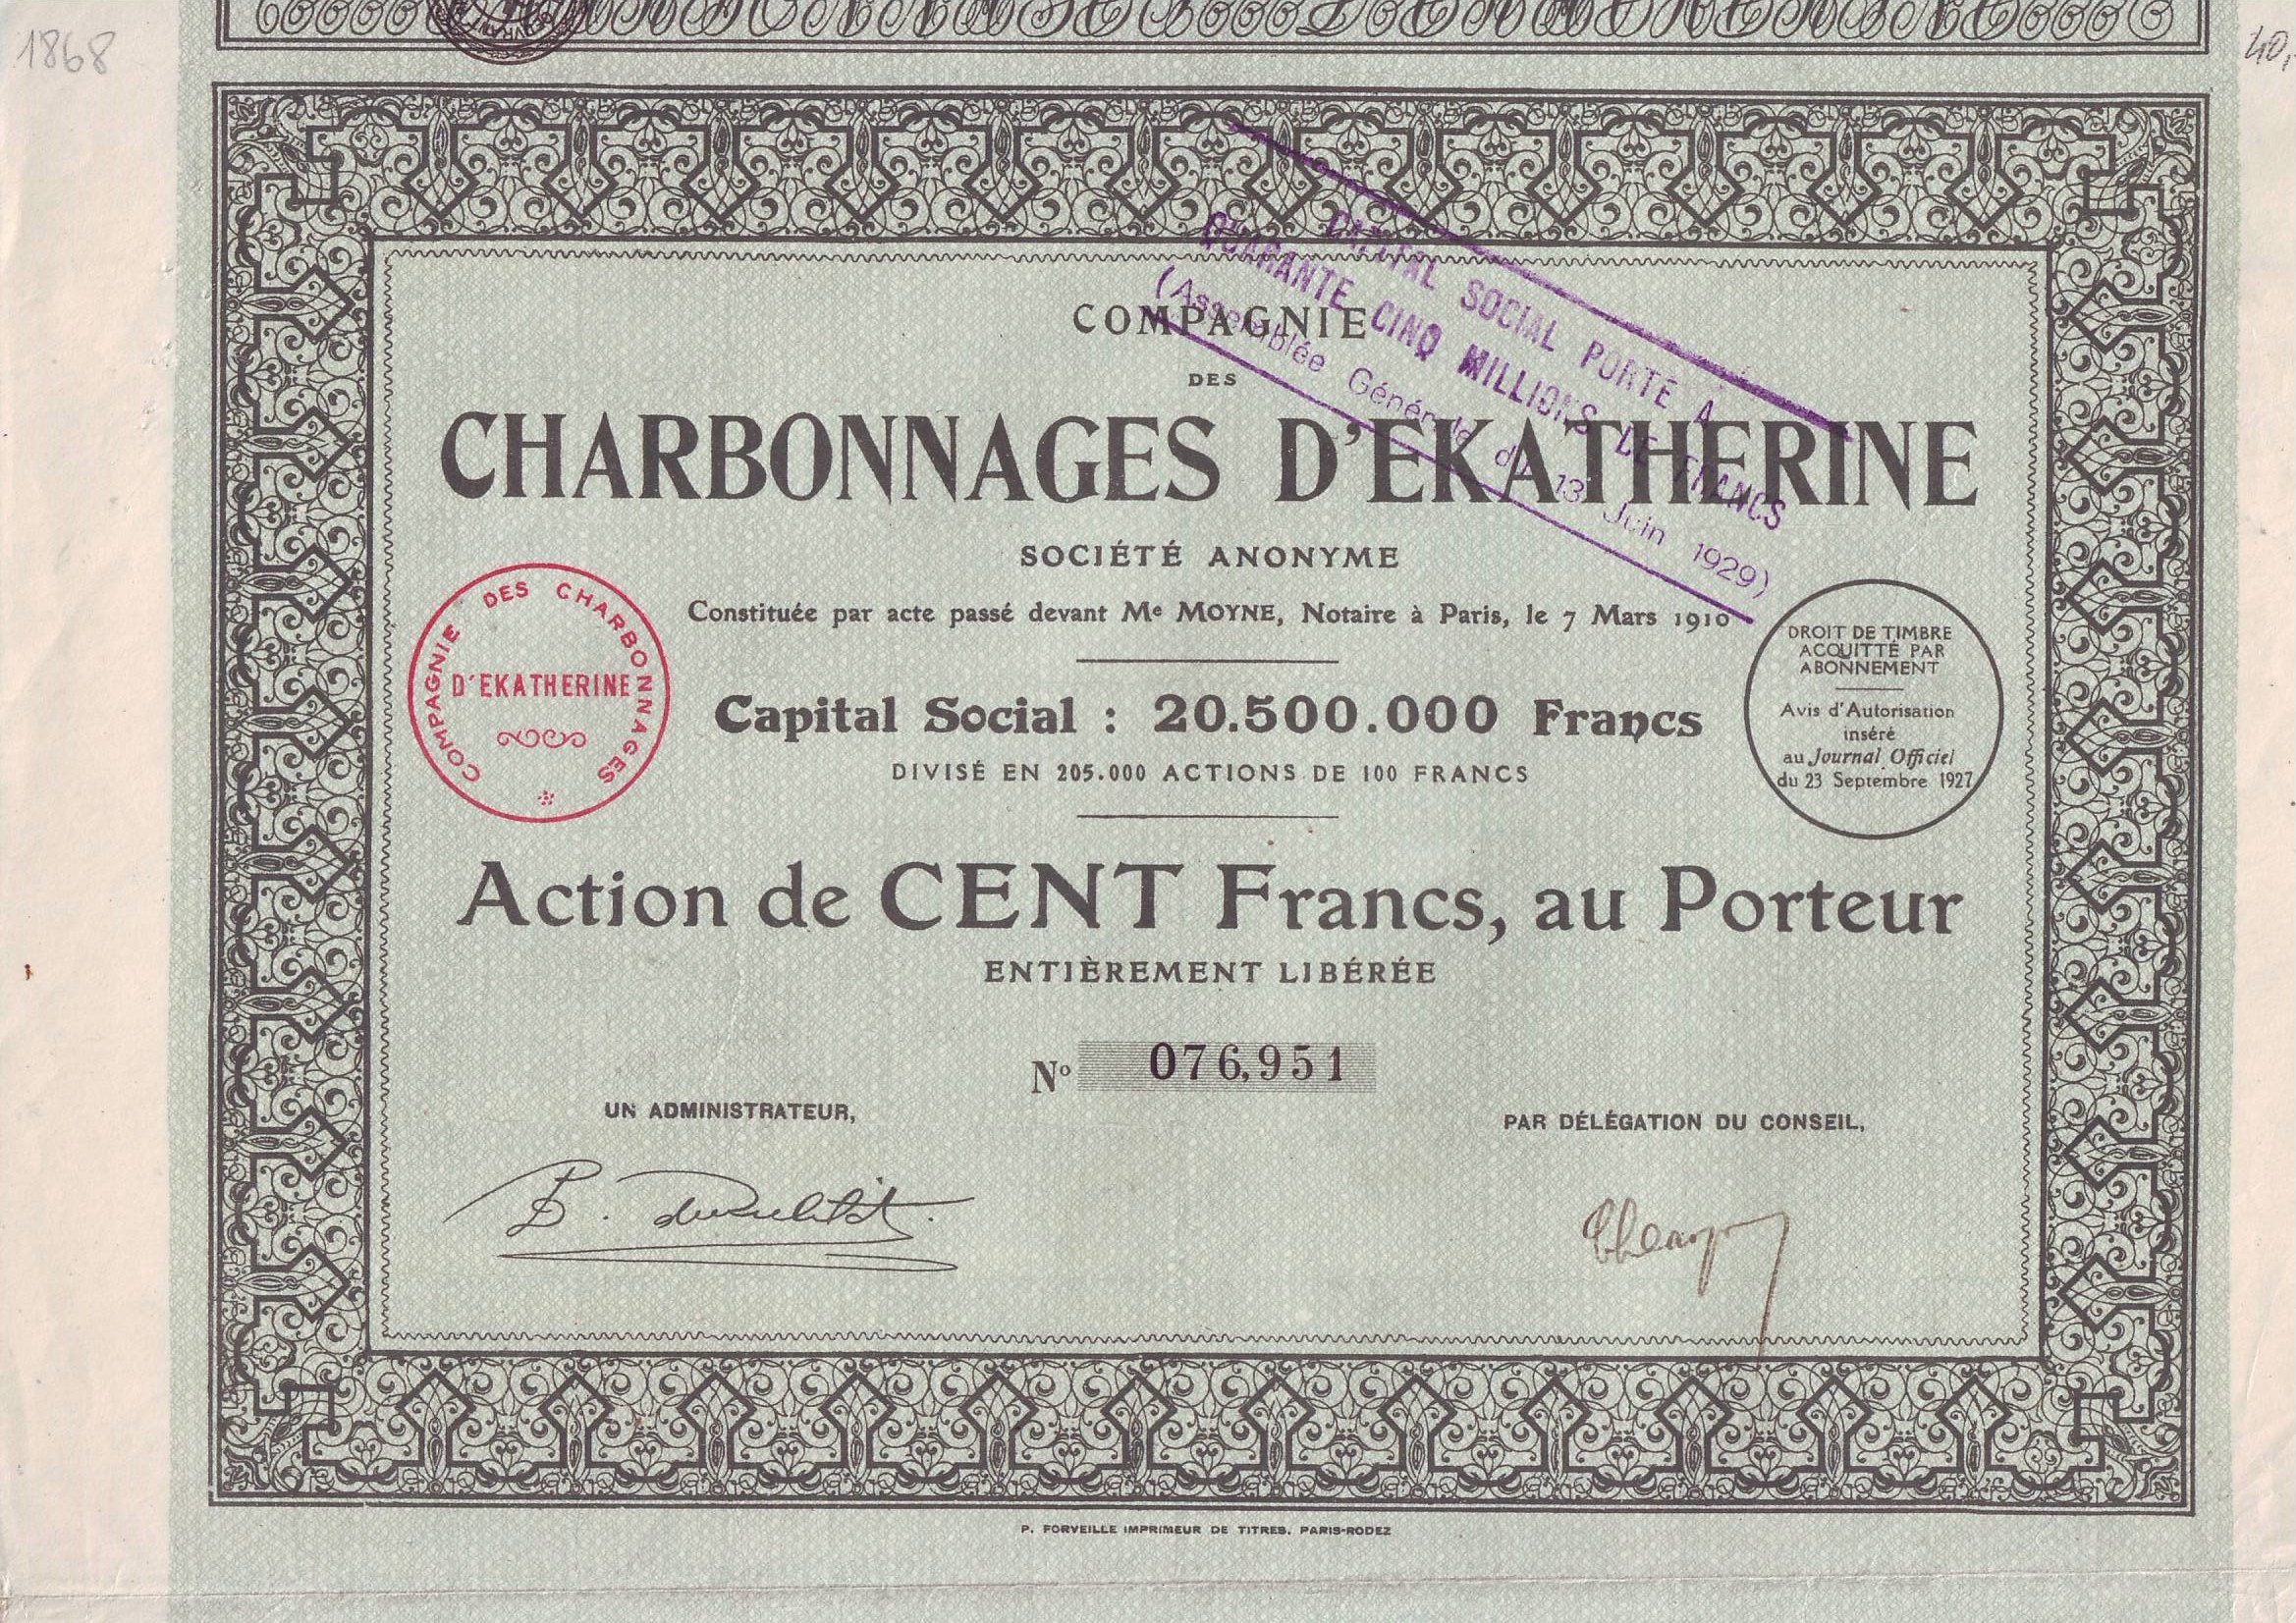 1868
40,
CAPITAL SOCIAL PORTÉ A
QUARANTE CINQ MILLIONS DE FRANCS
(Assemblée Générale du 13 Juin 1929)
COMPAGNIE
DES
CHARBONNAGES D'EKATHERINE
SOCIÉTÉ ANONYME
Constituée par acte passé devant Me MOYNE, Notaire à Paris, le 7 Mars 1910
COMPAGNIE DES CHARBONNAGES
D'EKATHERINE
Capital Social : 20.500.000 Francs
DIVISÉ EN 205.000 ACTIONS DE 100 FRANCS
DROIT DE TIMBRE
ACQUITTÉ PAR
ABONNEMENT
Avis d'Autorisation
inséré
au Journal Officiel
du 23 Septembre 1927
Action de CENT Francs, au Porteur
ENTIÈREMENT LIBÉRÉE
No 076,951
UN ADMINISTRATEUR,
PAR DÉLÉGATION DU CONSEIL,
P. FORVEILLE IMPRIMEUR DE TITRES. PARIS-RODEZ